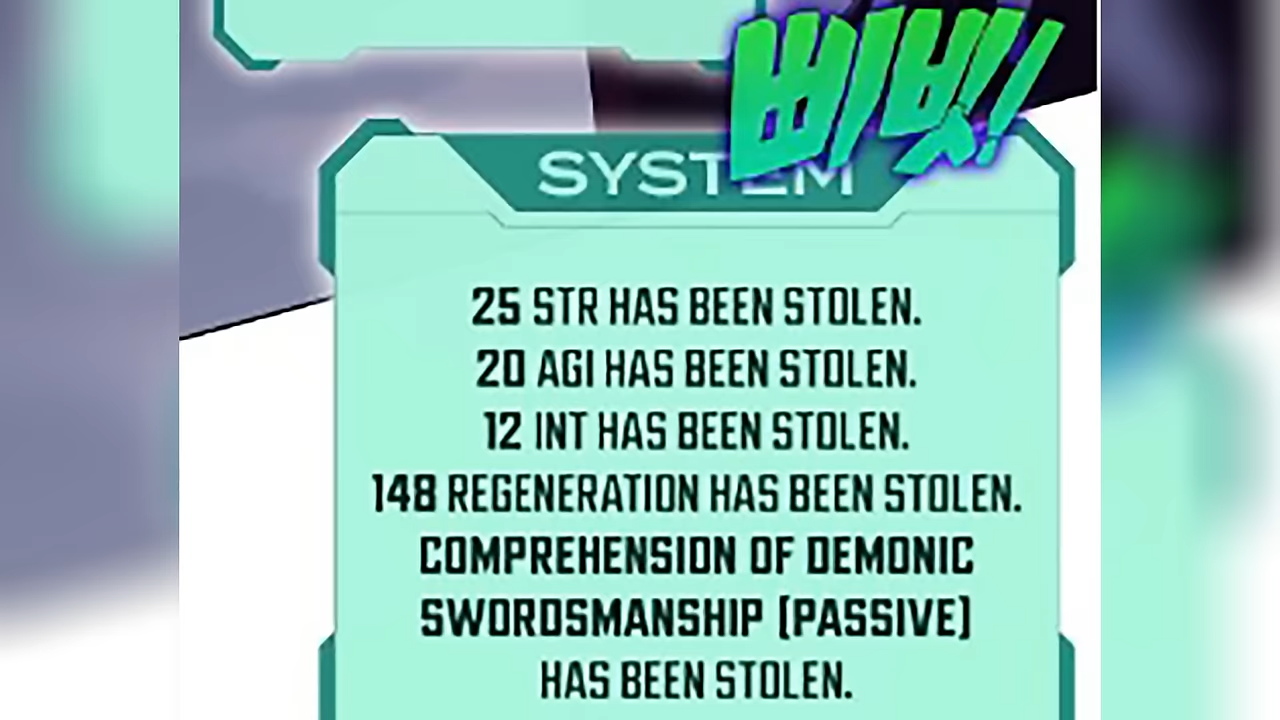 삐빗!!
SYSTEM
25 STR HAS BEEN STOLEN.
20 AGI HAS BEEN STOLEN.
12 INT HAS BEEN STOLEN.
148 REGENERATION HAS BEEN STOLEN.
COMPREHENSION OF DEMONIC
SWORDSMANSHIP [PASSIVE]
HAS BEEN STOLEN.